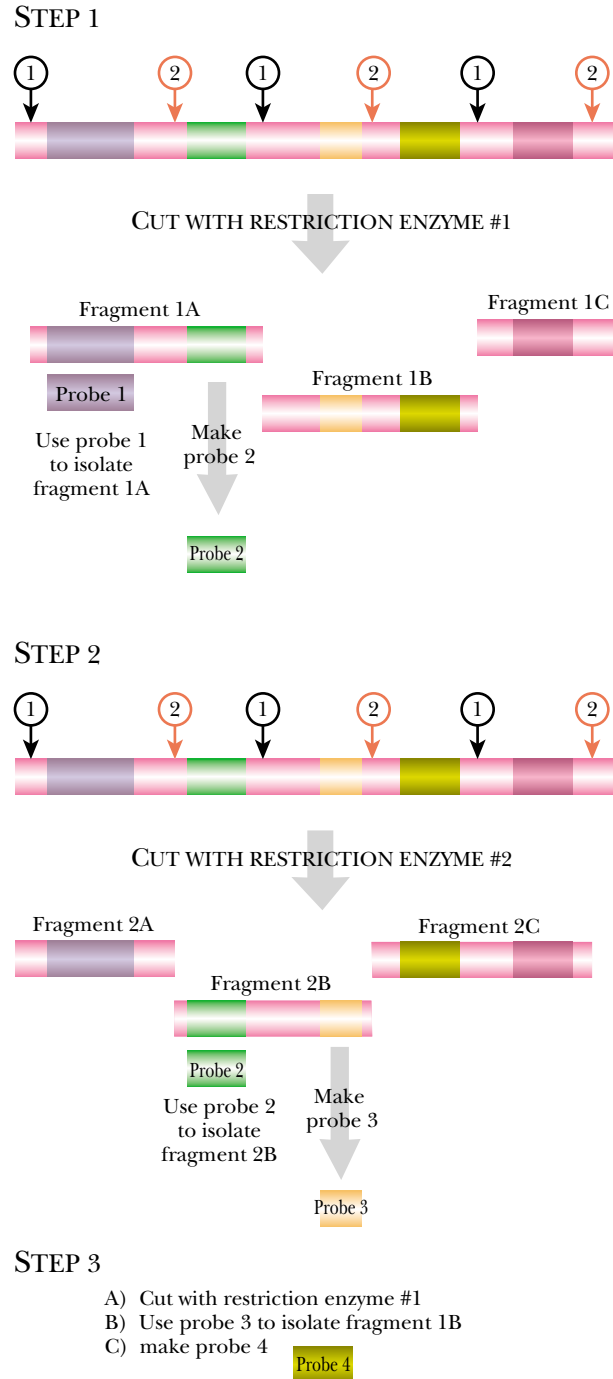 STEP 1
1 2 1 2 1 2
CUT WITH RESTRICTION ENZYME #1
Fragment 1A
Fragment 1C
Fragment 1B
Probe 1
Use probe 1
to isolate
fragment 1A
Make
probe 2
Probe 2
STEP 2
1 2 1 2 1 2
CUT WITH RESTRICTION ENZYME #2
Fragment 2A
Fragment 2C
Fragment 2B
Probe 2
Use probe 2
to isolate
fragment 2B
Make
probe 3
Probe 3
STEP 3
A) Cut with restriction enzyme #1
B) Use probe 3 to isolate fragment 1B
C) make probe 4
Probe 4